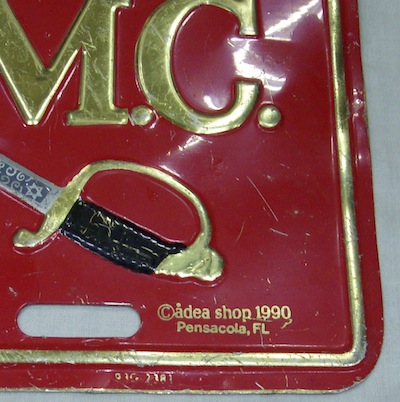 M.C.
©ådea shop 1990
Pensacola, FL